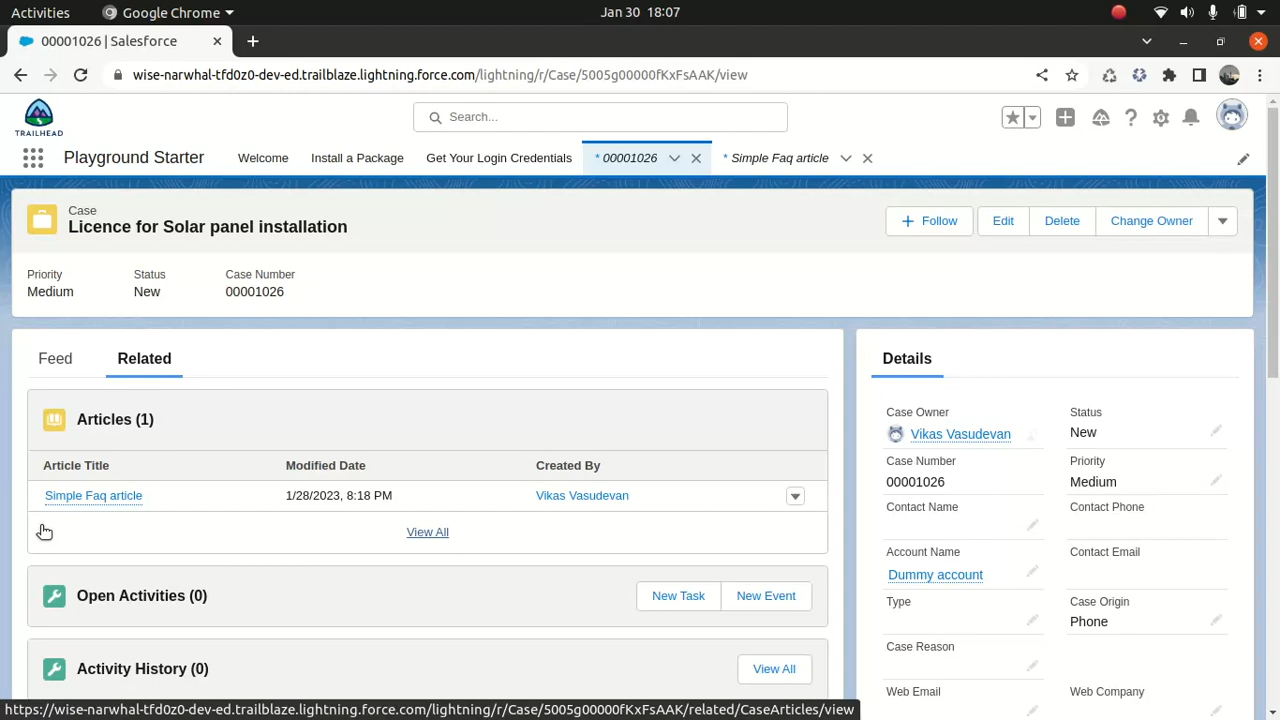 Activities Google Chrome Jan 30 18:07
00001026 | Salesforce
wise-narwhal-tfd0z0-dev-ed.trailblaze.lightning.force.com/lightning/r/Case/5005g00000fKxFsAAK/view
TRAILHEAD Search...
Playground Starter Welcome Install a Package Get Your Login Credentials * 00001026 * Simple Faq article
Case
Licence for Solar panel installation
Follow Edit Delete Change Owner
Priority Status Case Number
Medium New 00001026
Feed Related
Articles (1)
Article Title Modified Date Created By
Simple Faq article 1/28/2023, 8:18 PM Vikas Vasudevan
View All
Open Activities (0) New Task New Event
Activity History (0) View All
Details
Case Owner Status
Vikas Vasudevan New
Case Number Priority
00001026 Medium
Contact Name Contact Phone
Account Name Contact Email
Dummy account
Type Case Origin
Phone
Case Reason
Web Email Web Company
https://wise-narwhal-tfd0z0-dev-ed.trailblaze.lightning.force.com/lightning/r/Case/5005g00000fKxFsAAK/related/CaseArticles/view